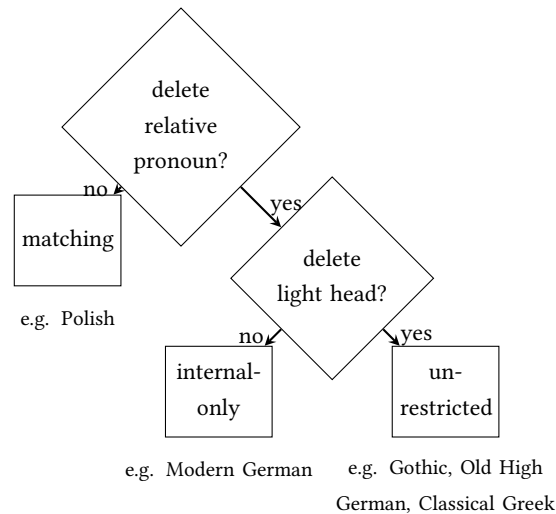 delete
relative
pronoun?
no
yes
matching
e.g. Polish
delete
light head?
no
yes
internal-
only
un-
restricted
e.g. Modern German
e.g. Gothic, Old High
German, Classical Greek